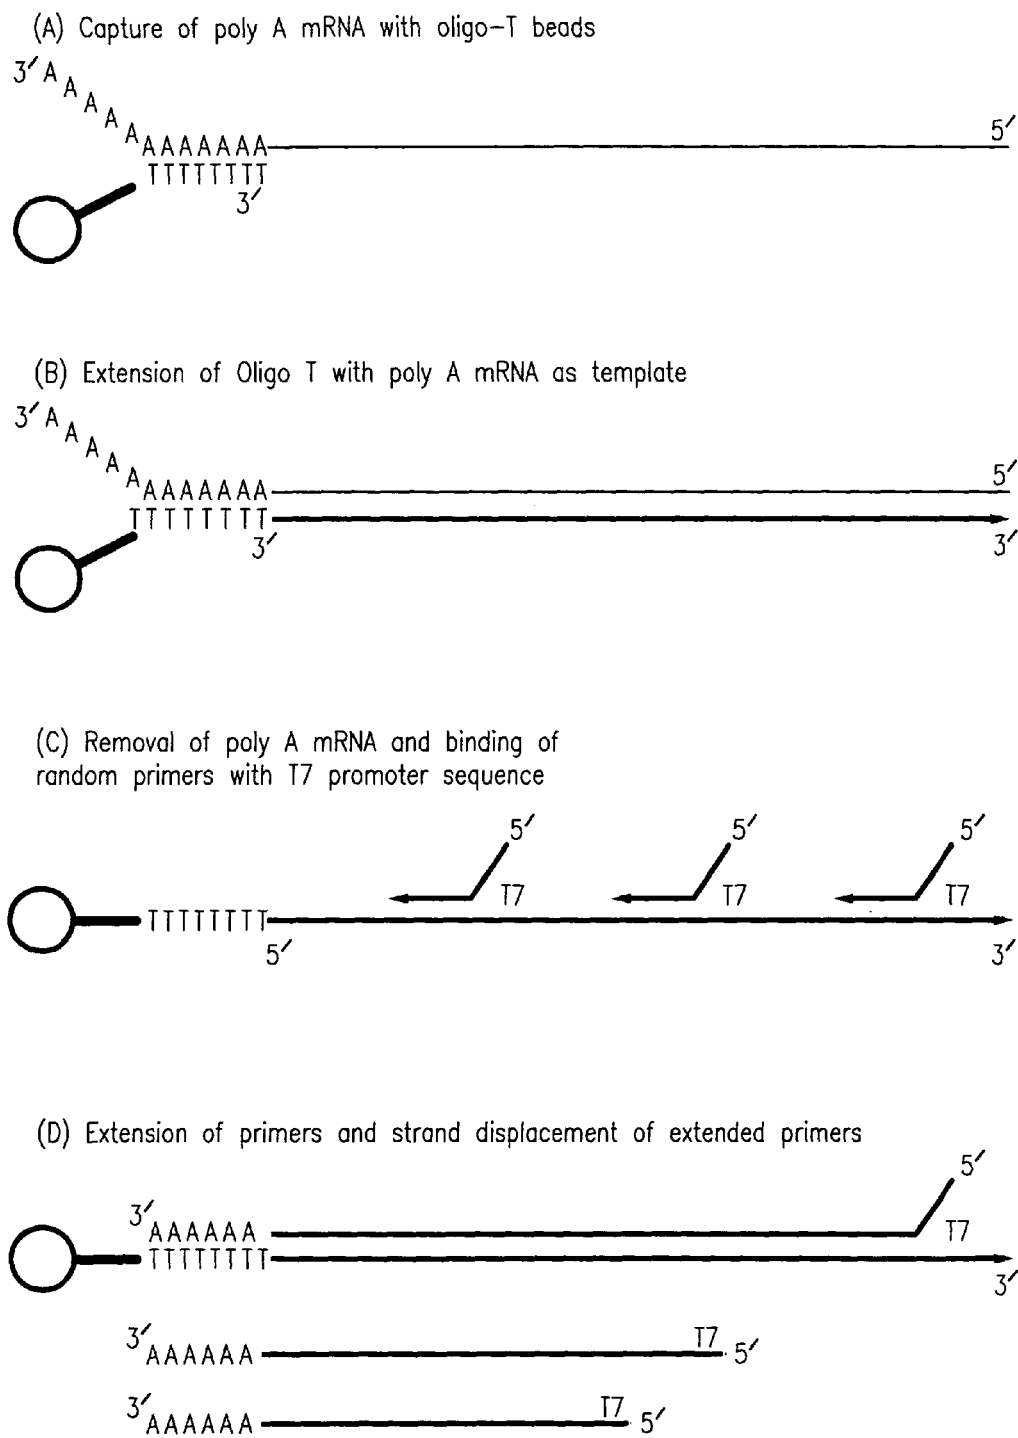 (A) Capture of poly A mRNA with oligo-T beads
3′ A
A
A
A
A
AAAAAAA
5′
TTTTTTTT
3′
(B) Extension of Oligo T with poly A mRNA as template
3′ A
A
A
A
A
AAAAAAA
5′
TTTTTTTT
3′
3′
(C) Removal of poly A mRNA and binding of
random primers with T7 promoter sequence
5′ 5′ 5′
T7 T7 T7
TTTTTTTT
5′ 3′
(D) Extension of primers and strand displacement of extended primers
5′
3′
AAAAAA T7
TTTTTTTT
3′
3′ AAAAAA T7 5′
3′ AAAAAA T7 5′